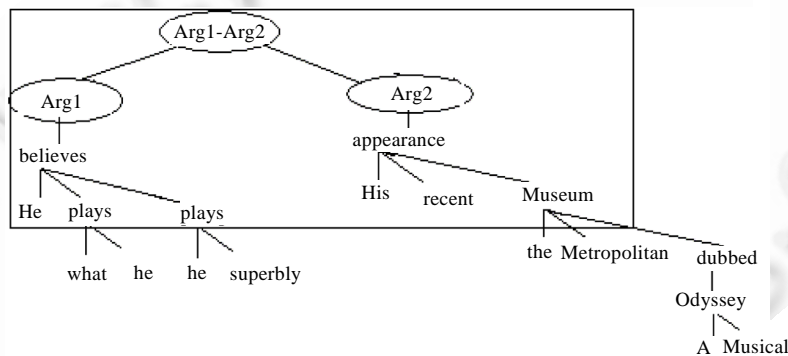 Arg1-Arg2
Arg1 Arg2
believes appearance
He plays plays His recent Museum
what he he superbly the Metropolitan dubbed
Odyssey
A Musical